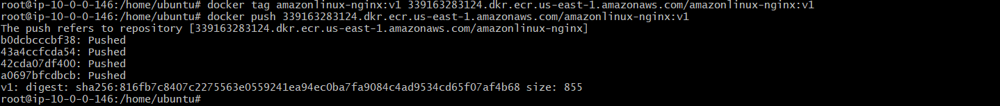 root@ip-10-0-0-146:/home/ubuntu# docker tag amazonlinux-nginx:v1 339163283124.dkr.ecr.us-east-1.amazonaws.com/amazonlinux-nginx:v1
root@ip-10-0-0-146:/home/ubuntu# docker push 339163283124.dkr.ecr.us-east-1.amazonaws.com/amazonlinux-nginx:v1
The push refers to repository [339163283124.dkr.ecr.us-east-1.amazonaws.com/amazonlinux-nginx]
b0dcbcccbf38: Pushed
43a4ccfcda54: Pushed
42cda07df400: Pushed
a0697bfcdbcb: Pushed
v1: digest: sha256:816fb7c8407c2275563e0559241ea94ec0ba7fa9084c4ad9534cd65f07af4b68 size: 855
root@ip-10-0-0-146:/home/ubuntu#